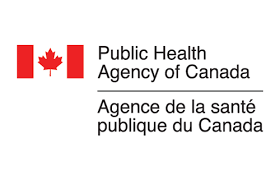 Public Health
Agency of Canada
Agence de la santé
publique du Canada